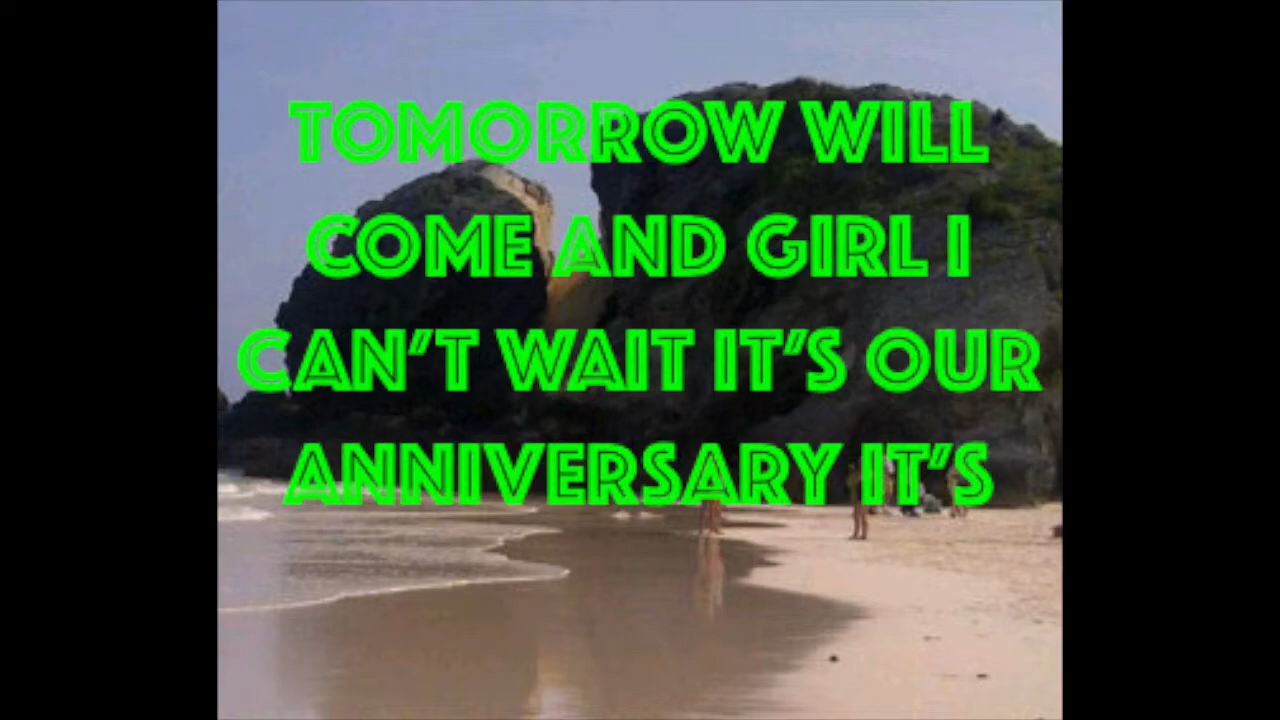 TOMORROW WILL
COME AND GIRL I
CAN'T WAIT IT'S OUR
ANNIVERSARY IT'S